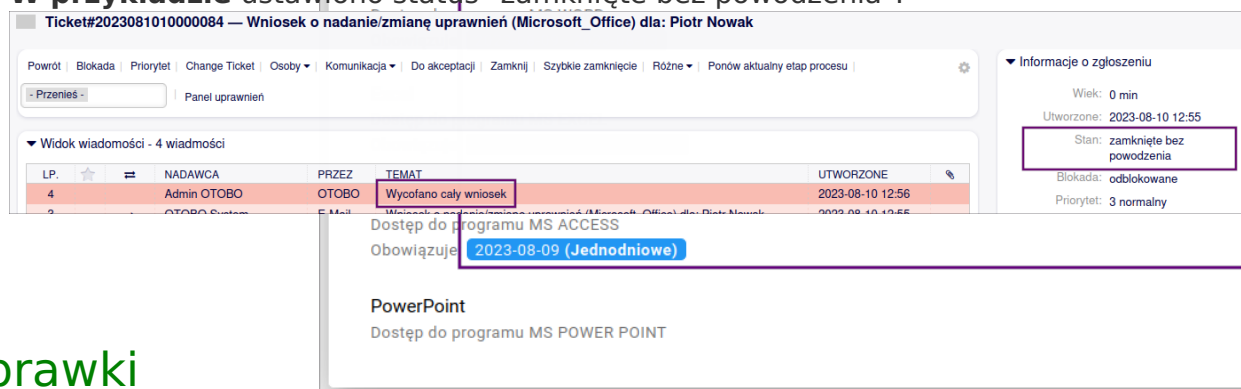 W przykładzie ustawiono status "zamknięte bez powodzenia".
Ticket#2023081010000084 — Wniosek o nadanie/zmianę uprawnień (Microsoft_Office) dla: Piotr Nowak
Powrót | Blokada | Priorytet | Change Ticket | Osoby | Komunikacja | Do akceptacji | Zamknij | Szybkie zamknięcie | Różne | Ponów aktualny etap procesu |
- Przenieś - | Panel uprawnień
Informacje o zgłoszeniu
Wiek: 0 min
Utworzone: 2023-08-10 12:55
Stan: zamknięte bez
powodzenia
Blokada: odblokowane
Priorytet: 3 normalny
Widok wiadomości - 4 wiadmości
LP. NADAWCA PRZEZ TEMAT UTWORZONE
4 Admin OTOBO OTOBO Wycofano cały wniosek 2023-08-10 12:56
3 OTOBO System E-Mail Wniosek o nadanie/zmianę uprawnień (Microsoft_Office) dla: Piotr Nowak 2023-08-10 12:55
Dostęp do programu MS ACCESS
Obowiązuje 2023-08-09 (Jednodniowe)
PowerPoint
Dostęp do programu MS POWER POINT
prawki